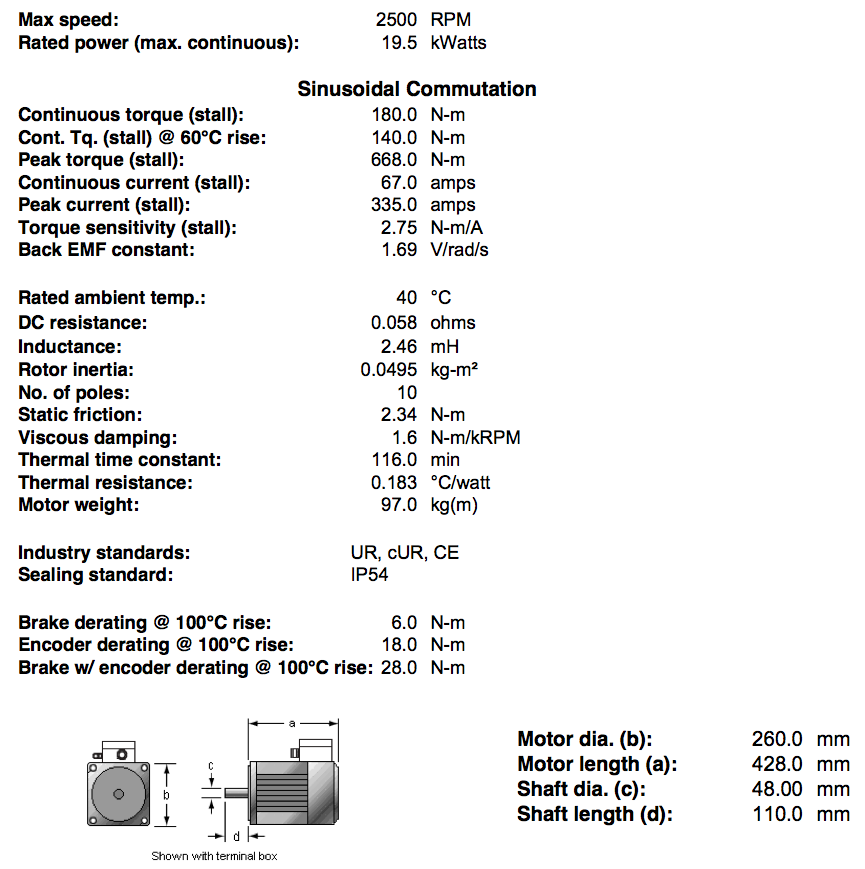 Max speed: 2500 RPM
Rated power (max. continuous): 19.5 kWatts
Sinusoidal Commutation
Continuous torque (stall): 180.0 N-m
Cont. Tq. (stall) @ 60°C rise: 140.0 N-m
Peak torque (stall): 668.0 N-m
Continuous current (stall): 67.0 amps
Peak current (stall): 335.0 amps
Torque sensitivity (stall): 2.75 N-m/A
Back EMF constant: 1.69 V/rad/s
Rated ambient temp.: 40 °C
DC resistance: 0.058 ohms
Inductance: 2.46 mH
Rotor inertia: 0.0495 kg-m²
No. of poles: 10
Static friction: 2.34 N-m
Viscous damping: 1.6 N-m/kRPM
Thermal time constant: 116.0 min
Thermal resistance: 0.183 °C/watt
Motor weight: 97.0 kg(m)
Industry standards: UR, cUR, CE
Sealing standard: IP54
Brake derating @ 100°C rise: 6.0 N-m
Encoder derating @ 100°C rise: 18.0 N-m
Brake w/ encoder derating @ 100°C rise: 28.0 N-m
a
b
c
d
Shown with terminal box
Motor dia. (b): 260.0 mm
Motor length (a): 428.0 mm
Shaft dia. (c): 48.00 mm
Shaft length (d): 110.0 mm